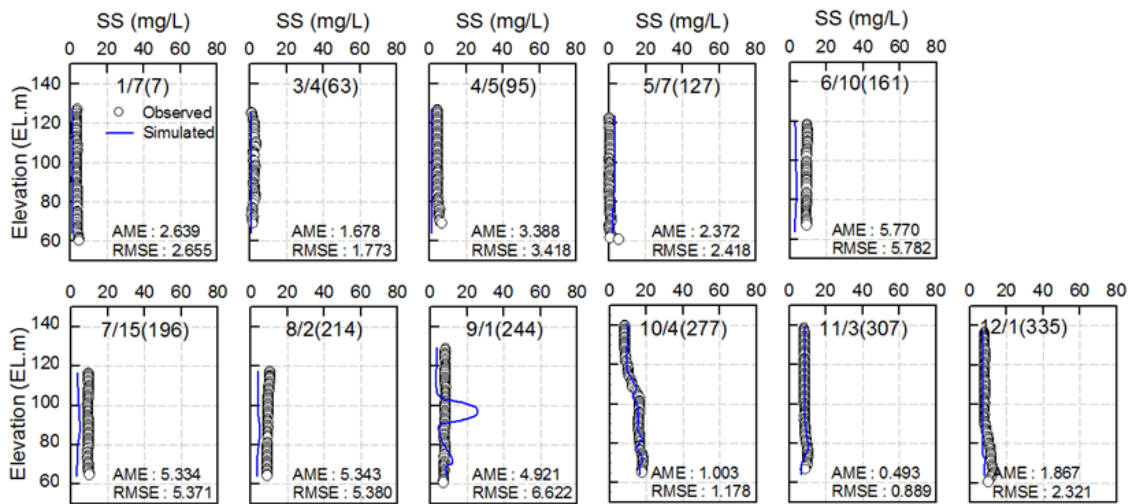 SS (mg/L) SS (mg/L) SS (mg/L) SS (mg/L) SS (mg/L)
0 20 40 60 80 0 20 40 60 80 0 20 40 60 80 0 20 40 60 80 0 20 40 60 80
Elevation (EL.m)
140
120
100
80
60
1/7(7)
Observed
Simulated
AME : 2.639
RMSE : 2.655
3/4(63)
AME : 1.678
RMSE : 1.773
4/5(95)
AME : 3.388
RMSE : 3.418
5/7(127)
AME : 2.372
RMSE : 2.418
6/10(161)
AME : 5.770
RMSE : 5.782
0 20 40 60 80 0 20 40 60 80 0 20 40 60 80 0 20 40 60 80 0 20 40 60 80 0 20 40 60 80
Elevation (EL.m)
140
120
100
80
60
7/15(196)
AME : 5.334
RMSE : 5.371
8/2(214)
AME : 5.343
RMSE : 5.380
9/1(244)
AME : 4.921
RMSE : 6.622
10/4(277)
AME : 1.003
RMSE : 1.178
11/3(307)
AME : 0.493
RMSE : 0.889
12/1(335)
AME : 1.867
RMSE : 2.321